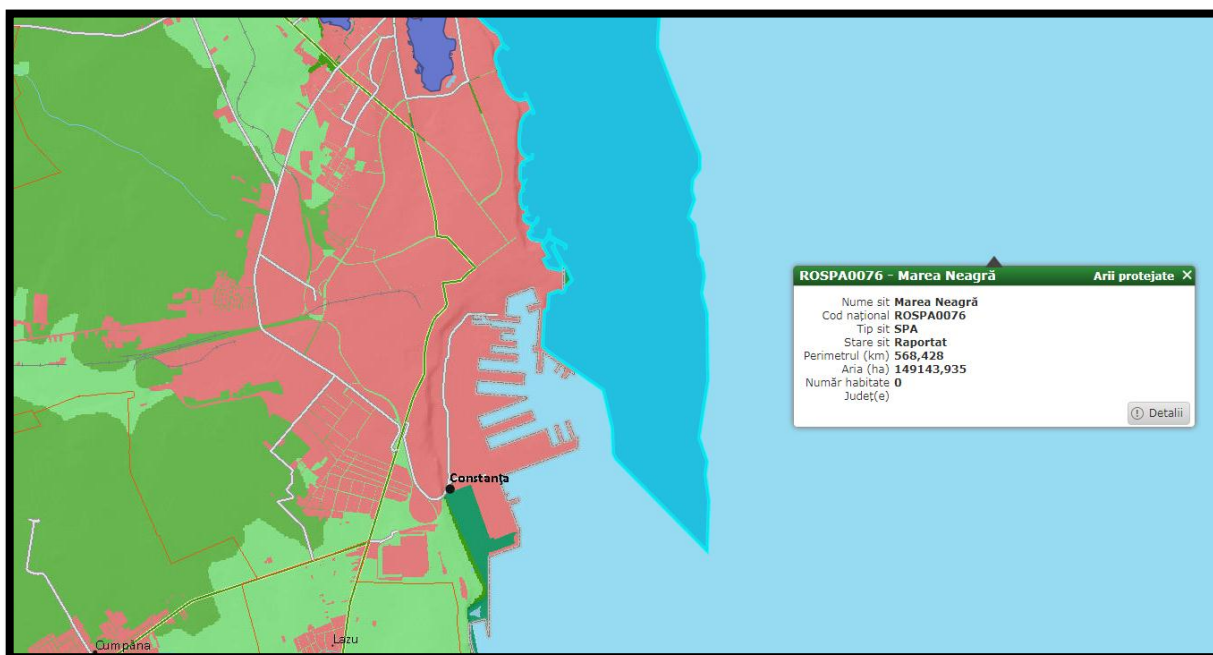 ROSPA0076 - Marea Neagră Arii protejate ✕
Nume sit Marea Neagră
Cod național ROSPA0076
Tip sit SPA
Stare sit Raportat
Perimetrul (km) 568,428
Aria (ha) 149143,935
Număr habitate 0
Județ(e)
Detalii
Constanţa
Lazu
Cumpăna